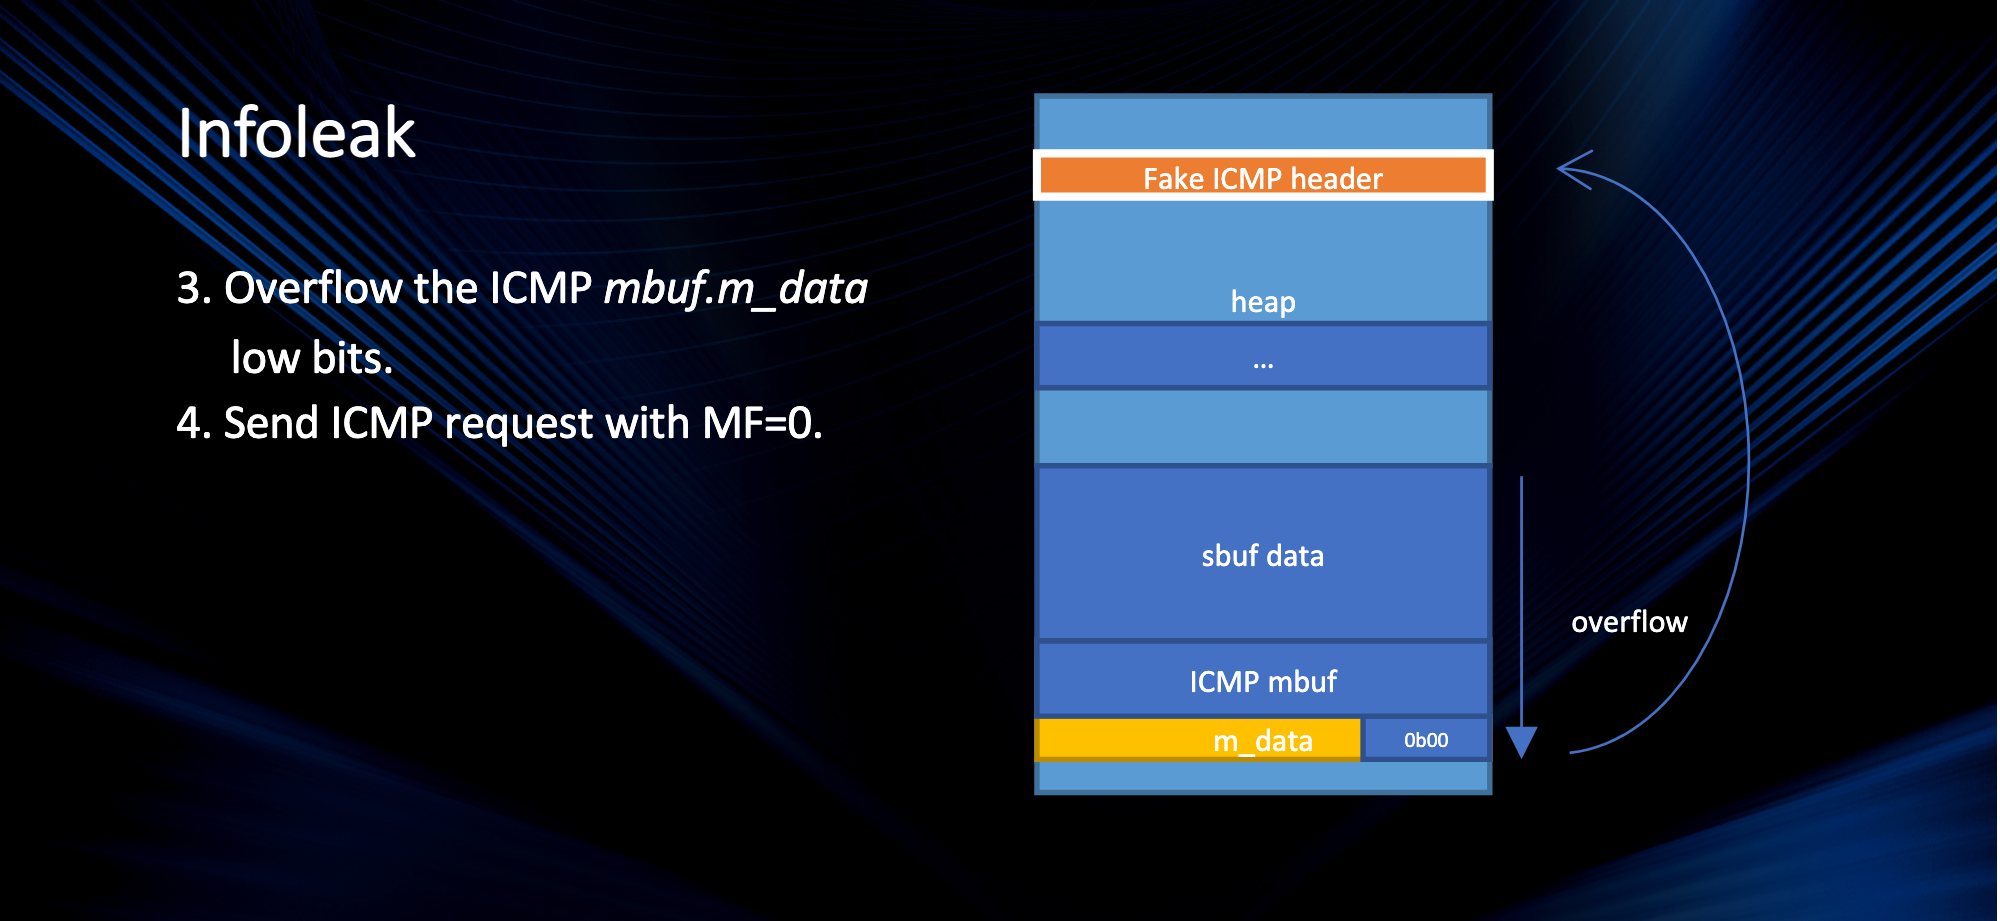 Infoleak
3. Overflow the ICMP mbuf.m_data
low bits.
4. Send ICMP request with MF=0.
Fake ICMP header
heap
...
sbuf data
overflow
ICMP mbuf
m_data
0b00